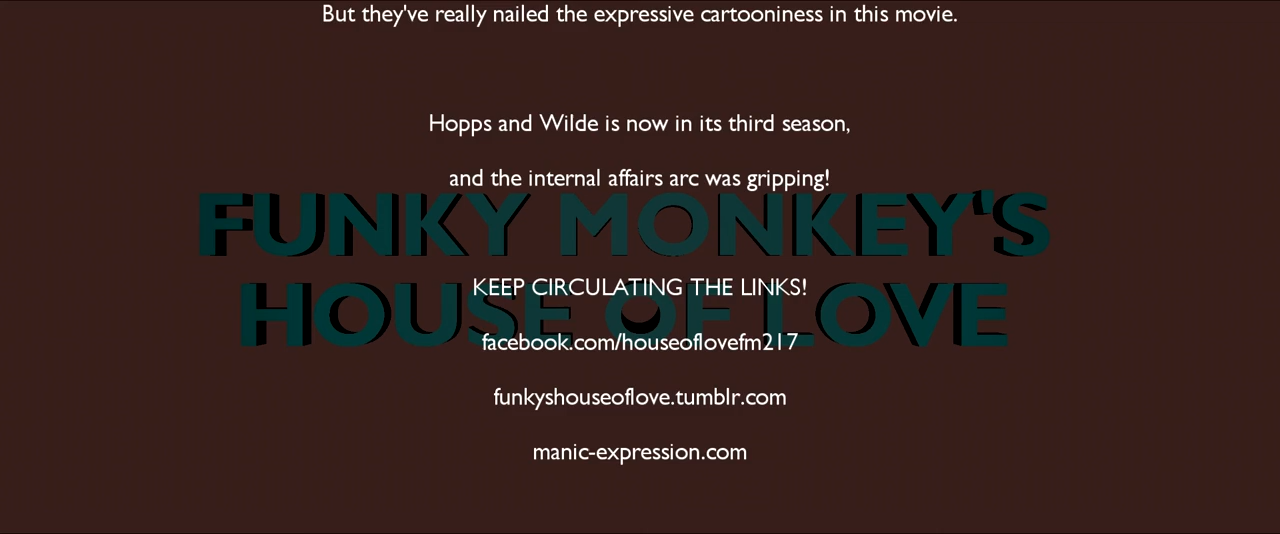 But they've really nailed the expressive cartooniness in this movie.
Hopps and Wilde is now in its third season,
and the internal affairs arc was gripping!
FUNKY MONKEY'S
HOUSE OF LOVE
KEEP CIRCULATING THE LINKS!
facebook.com/houseoflovefm217
funkyshouseoflove.tumblr.com
manic-expression.com